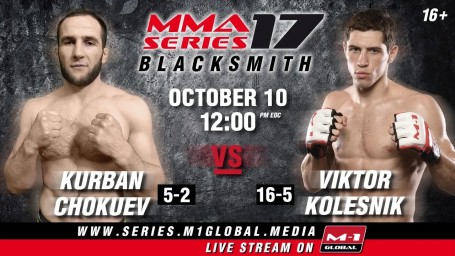 16+
MMA SERIES 17
BLACKSMITH
OCTOBER 10
12:00 PM EDC
VS
KURBAN CHOKUEV
5-2
16-5
VIKTOR KOLESNIK
WWW.SERIES.M1GLOBAL.MEDIA
LIVE STREAM ON
M-1 GLOBAL